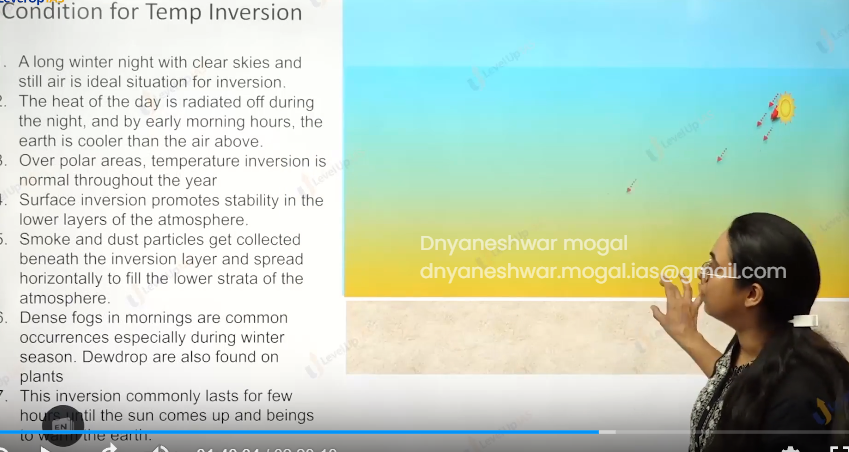 LevelUp
Condition for Temp Inversion
. A long winter night with clear skies and
still air is ideal situation for inversion.
2. The heat of the day is radiated off during
the night, and by early morning hours, the
earth is cooler than the air above.
3. Over polar areas, temperature inversion is
normal throughout the year
4. Surface inversion promotes stability in the
lower layers of the atmosphere.
5. Smoke and dust particles get collected
beneath the inversion layer and spread
horizontally to fill the lower strata of the
atmosphere.
6. Dense fogs in mornings are common
occurrences especially during winter
season. Dewdrop are also found on
plants
7. This inversion commonly lasts for few
hours until the sun comes up and beings
to warm the earth.
EN
Dnyaneshwar mogal
dnyaneshwar.mogal.ias@gmail.com